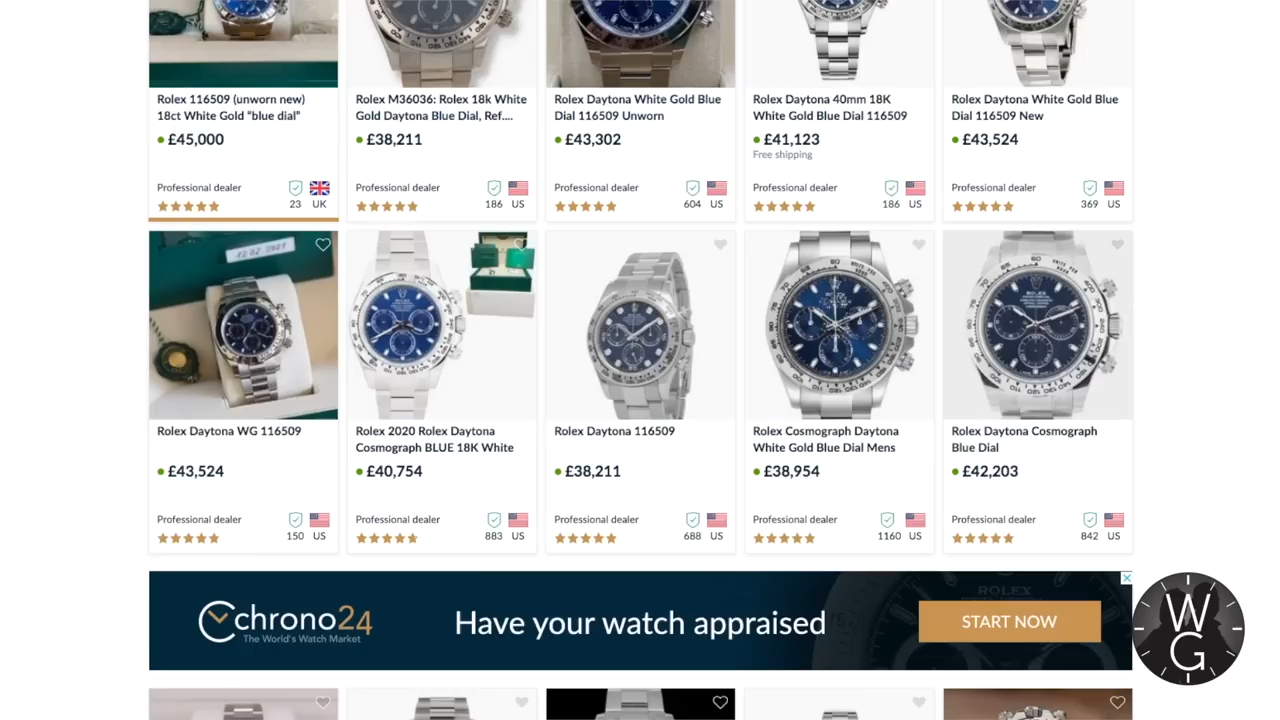 Rolex 116509 (unworn new)
18ct White Gold “blue dial”
£45,000
Professional dealer
23 UK
Rolex M36036: Rolex 18k White
Gold Daytona Blue Dial, Ref....
£38,211
Professional dealer
186 US
Rolex Daytona White Gold Blue
Dial 116509 Unworn
£43,302
Professional dealer
604 US
Rolex Daytona 40mm 18K
White Gold Blue Dial 116509
£41,123
Free shipping
Professional dealer
186 US
Rolex Daytona White Gold Blue
Dial 116509 New
£43,524
Professional dealer
369 US
Rolex Daytona WG 116509
£43,524
Professional dealer
150 US
Rolex 2020 Rolex Daytona
Cosmograph BLUE 18K White
£40,754
Professional dealer
883 US
Rolex Daytona 116509
£38,211
Professional dealer
688 US
Rolex Cosmograph Daytona
White Gold Blue Dial Mens
£38,954
Professional dealer
1160 US
Rolex Daytona Cosmograph
Blue Dial
£42,203
Professional dealer
842 US
chrono24
The World's Watch Market
Have your watch appraised
ROLEX
START NOW
W
G